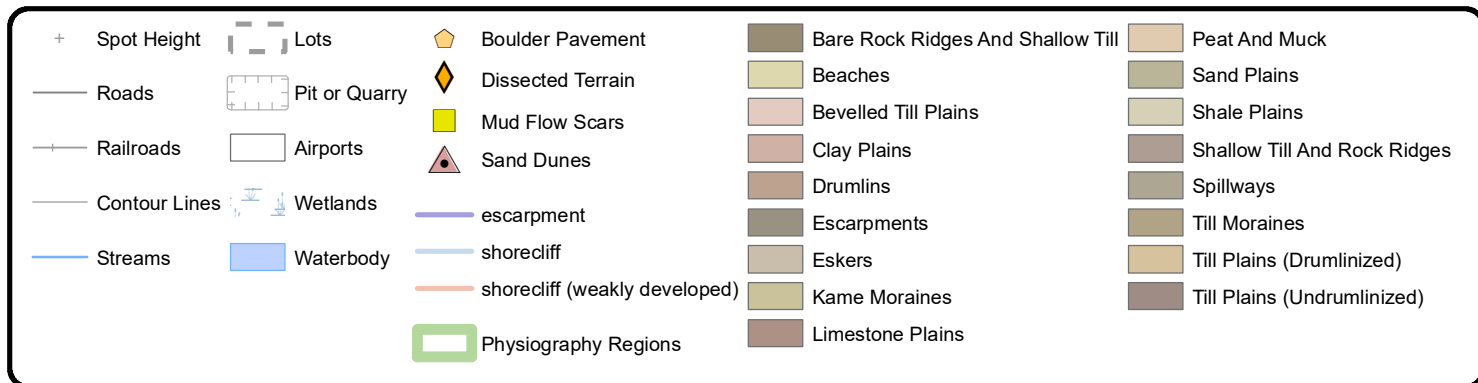 Spot Height
Roads
Railroads
Contour Lines
Streams
Lots
Pit or Quarry
Airports
Wetlands
Waterbody
Boulder Pavement
Dissected Terrain
Mud Flow Scars
Sand Dunes
escarpment
shorecliff
shorecliff (weakly developed)
Physiography Regions
Bare Rock Ridges And Shallow Till
Beaches
Bevelled Till Plains
Clay Plains
Drumlins
Escarpments
Eskers
Kame Moraines
Limestone Plains
Peat And Muck
Sand Plains
Shale Plains
Shallow Till And Rock Ridges
Spillways
Till Moraines
Till Plains (Drumlinized)
Till Plains (Undrumlinized)